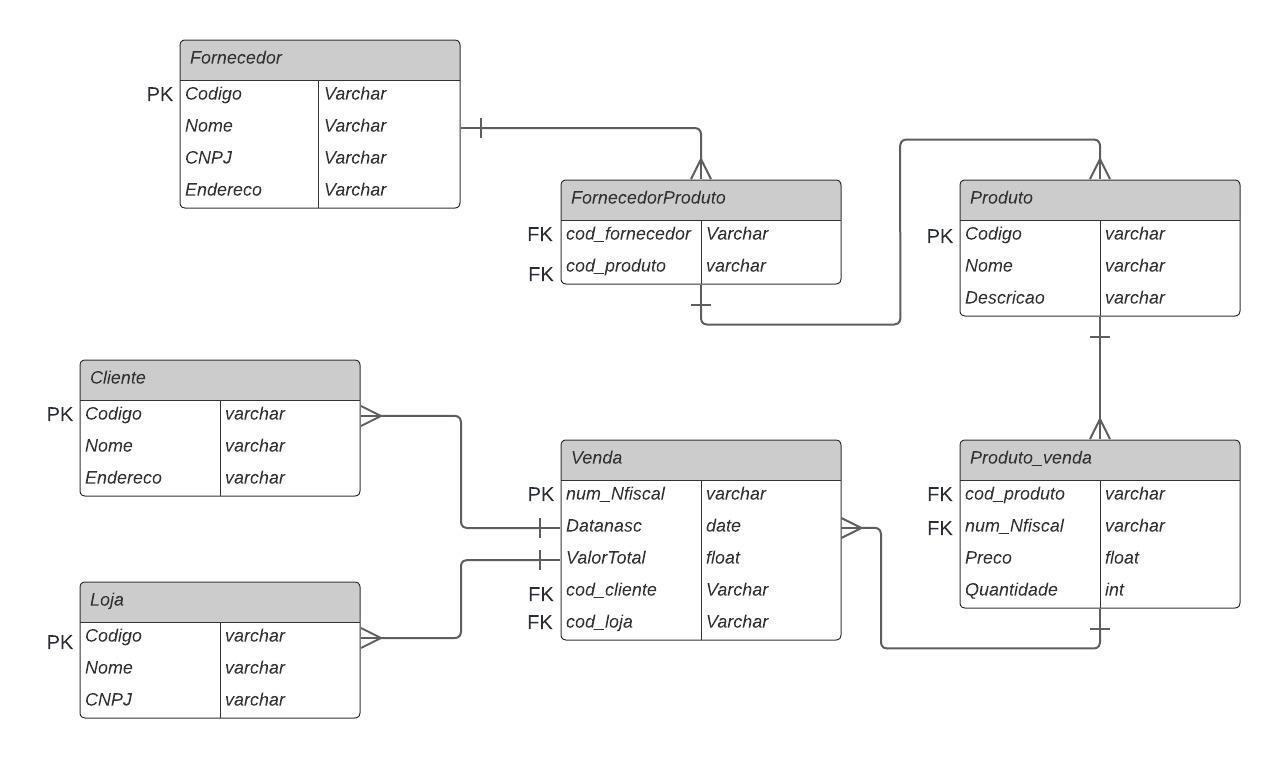 Fornecedor
PK Codigo Varchar
Nome Varchar
CNPJ Varchar
Endereco Varchar
FornecedorProduto
FK cod_fornecedor Varchar
FK cod_produto varchar
Produto
PK Codigo varchar
Nome varchar
Descricao varchar
Cliente
PK Codigo varchar
Nome varchar
Endereco varchar
Venda
PK num_Nfiscal varchar
Datanasc date
ValorTotal float
FK cod_cliente Varchar
FK cod_loja Varchar
Produto_venda
FK cod_produto varchar
FK num_Nfiscal varchar
Preco float
Quantidade int
Loja
PK Codigo varchar
Nome varchar
CNPJ varchar